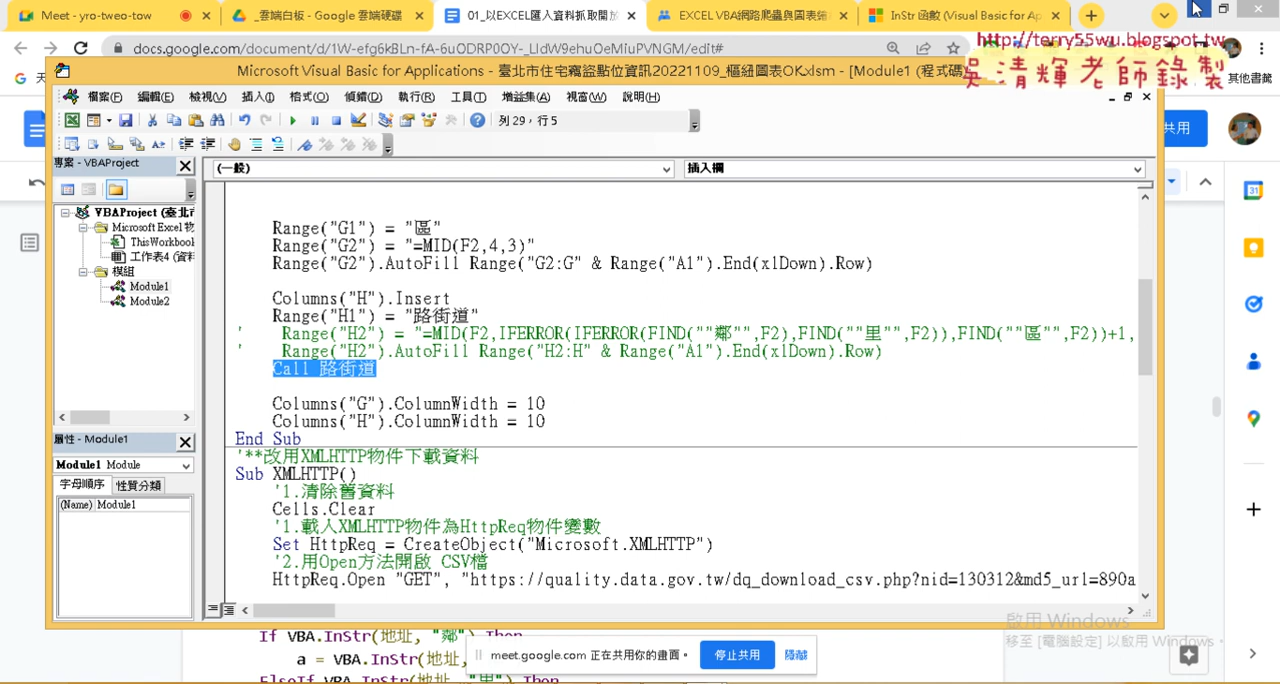 Meet - yro-tweo-tow
_雲端白板 - Google 雲端硬碟
01_以EXCEL匯入資料抓取開放
EXCEL VBA網路爬蟲與圖表
InStr 函數 (Visual Basic for Ap
docs.google.com/document/d/1W-efg6kBLn-fA-6uODRP0OY-_LldW9ehuOeMiuPVNGM/edit#
http://terry55wu.blogspot.tw
吳清輝老師錄製
其他書籤
Microsoft Visual Basic for Applications - 臺北市住宅竊盜點位資訊20221109_樞紐圖表OK.xlsm - [Module1 (程式碼)
檔案(F) 編輯(E) 檢視(V) 插入(I) 格式(O) 偵錯(D) 執行(R) 工具(T) 增益集(A) 視窗(W) 說明(H)
列 29，行 5
共用
專案 - VBAProject
(一般)
插入欄
VBAProject (臺北市
Microsoft Excel 物
ThisWorkbook
工作表4 (資料
模組
Module1
Module2
屬性 - Module1
Module1 Module
字母順序 性質分類
(Name) Module1
Range("G1") = "區"
Range("G2") = "=MID(F2,4,3)"
Range("G2").AutoFill Range("G2:G" & Range("A1").End(xlDown).Row)
Columns("H").Insert
Range("H1") = "路街道"
' Range("H2") = "=MID(F2,IFERROR(IFERROR(FIND(""鄰"",F2),FIND(""里"",F2)),FIND(""區"",F2))+1,
' Range("H2").AutoFill Range("H2:H" & Range("A1").End(xlDown).Row)
Call 路街道
Columns("G").ColumnWidth = 10
Columns("H").ColumnWidth = 10
End Sub
'**改用XMLHTTP物件下載資料
Sub XMLHTTP()
'1.清除舊資料
Cells.Clear
'1.載入XMLHTTP物件為HttpReq物件變數
Set HttpReq = CreateObject("Microsoft.XMLHTTP")
'2.用Open方法開啟 CSV檔
HttpReq.Open "GET", "https://quality.data.gov.tw/dq_download_csv.php?nid=130312&md5_url=890a
If VBA.InStr(地址, "鄰") Then
a = VBA.InStr(地址,
ElseIf VBA.InStr(地址, "里") Then
meet.google.com 正在共用你的畫面。
停止共用
隱藏
啟用 Windows
移至 [電腦設定] 以啟用 Windows。